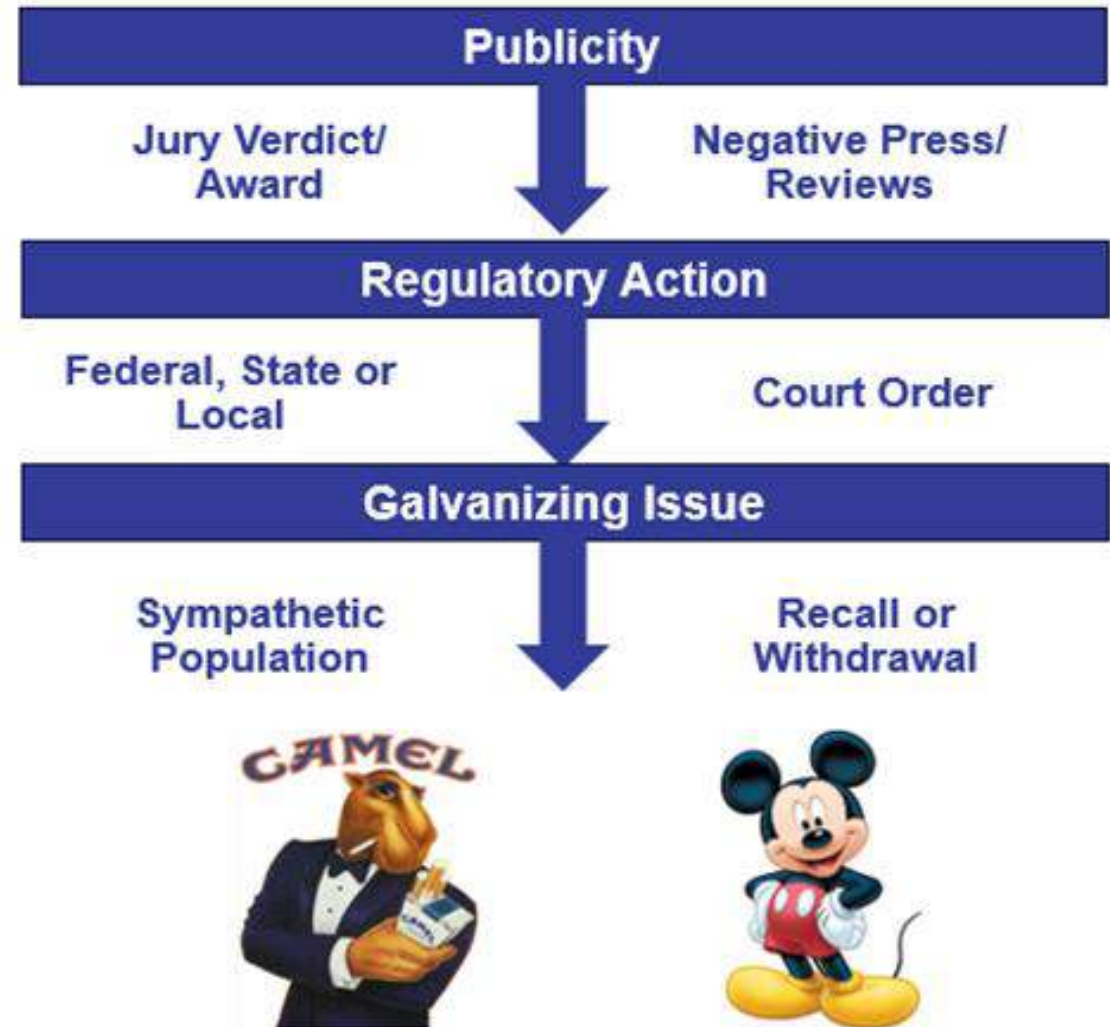 Publicity
Jury Verdict/
Award
Negative Press/
Reviews
Regulatory Action
Federal, State or
Local
Court Order
Galvanizing Issue
Sympathetic
Population
Recall or
Withdrawal
CAMEL
CAMEL